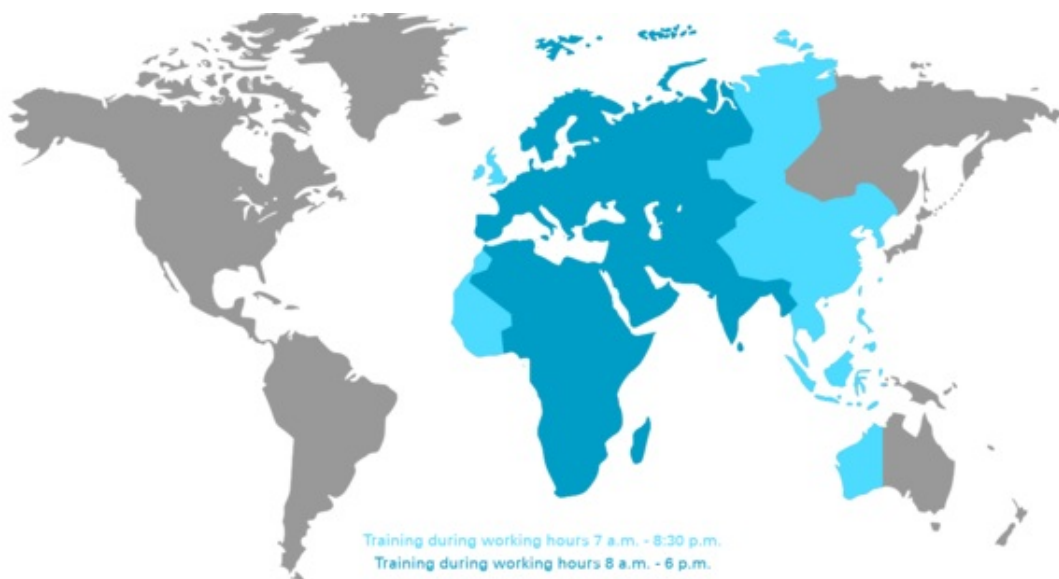 Training during working hours 7 a.m. - 8:30 p.m.
Training during working hours 8 a.m. - 6 p.m.